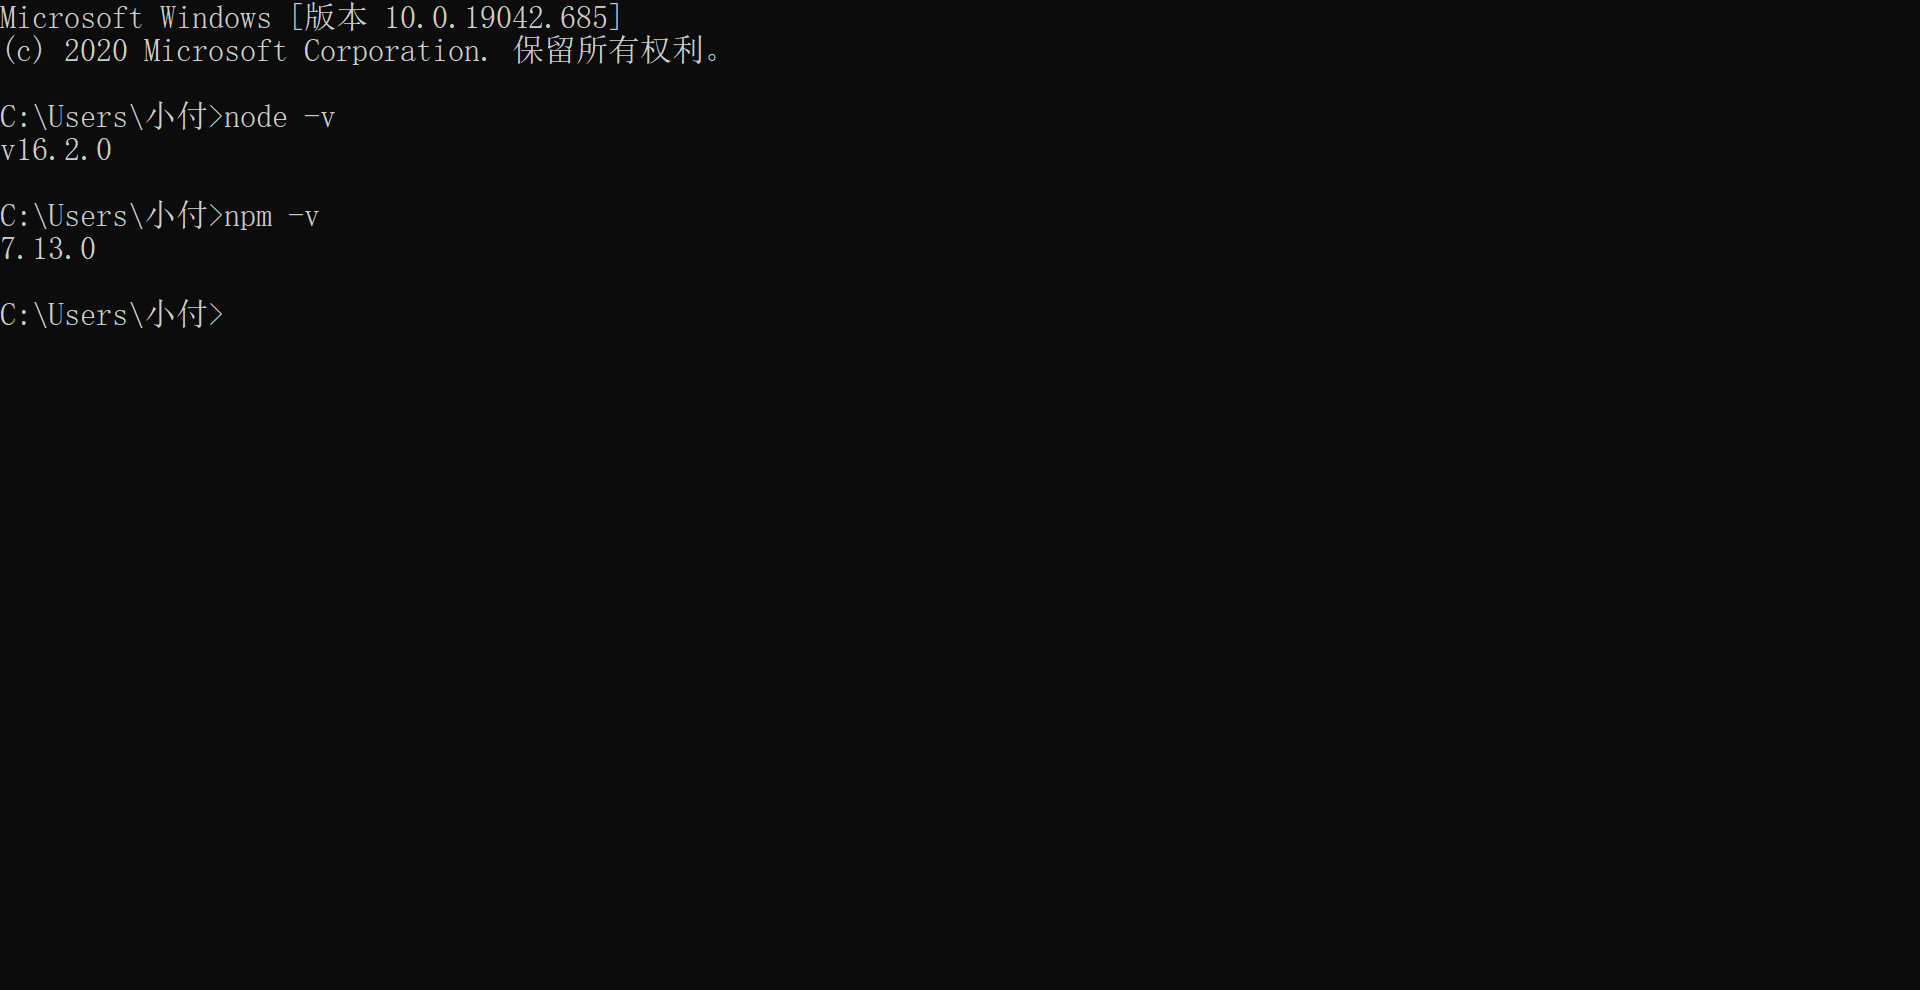 Microsoft Windows [版本 10.0.19042.685]
(c) 2020 Microsoft Corporation. 保留所有权利。
C:\Users\小付>node -v
v16.2.0
C:\Users\小付>npm -v
7.13.0
C:\Users\小付>